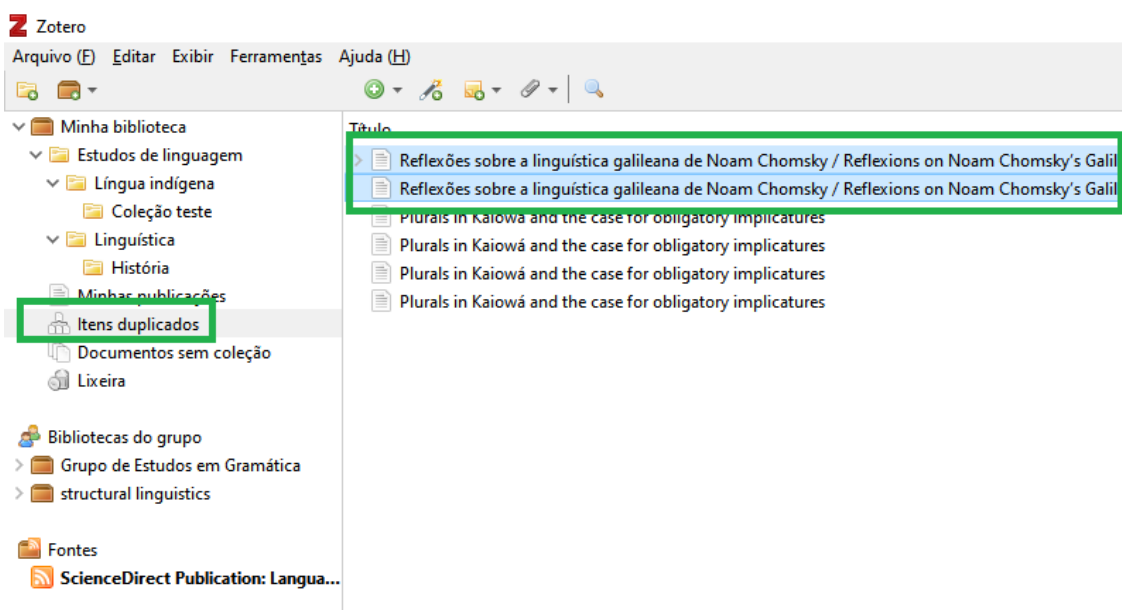 Zotero
Arquivo (F) Editar Exibir Ferramentas Ajuda (H)
Minha biblioteca
Estudos de linguagem
Língua indígena
Coleção teste
Linguística
História
Minhas publicações
Itens duplicados
Documentos sem coleção
Lixeira
Bibliotecas do grupo
Grupo de Estudos em Gramática
structural linguistics
Fontes
ScienceDirect Publication: Langua...
Título
Reflexões sobre a linguística galileana de Noam Chomsky / Reflexions on Noam Chomsky's Galil
Reflexões sobre a linguística galileana de Noam Chomsky / Reflexions on Noam Chomsky's Galil
Plurals in Kaiowá and the case for obligatory implicatures
Plurals in Kaiowá and the case for obligatory implicatures
Plurals in Kaiowá and the case for obligatory implicatures
Plurals in Kaiowá and the case for obligatory implicatures